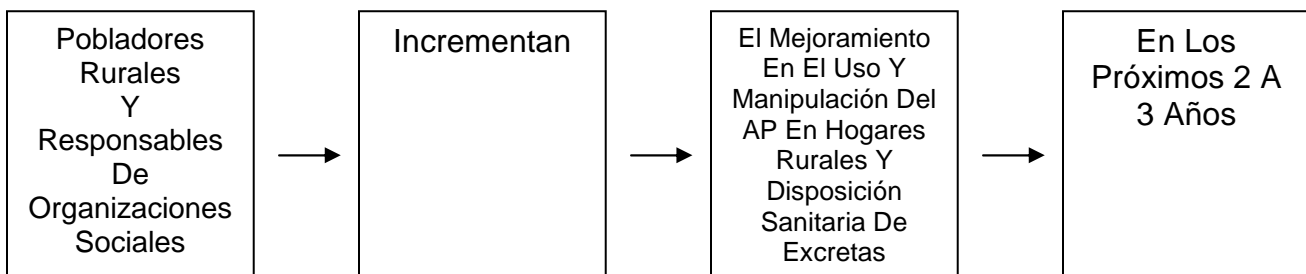 Pobladores
Rurales
Y
Responsables
De
Organizaciones
Sociales
Incrementan
El Mejoramiento
En El Uso Y
Manipulación Del
AP En Hogares
Rurales Y
Disposición
Sanitaria De
Excretas
En Los
Próximos 2 A
3 Años